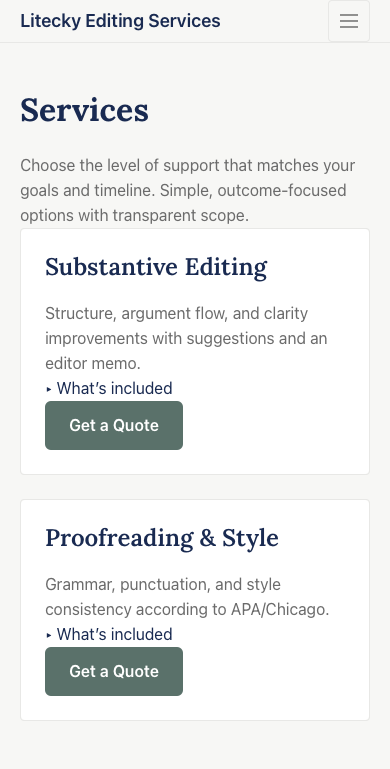 Litecky Editing Services
Services
Choose the level of support that matches your
goals and timeline. Simple, outcome-focused
options with transparent scope.
Substantive Editing
Structure, argument flow, and clarity
improvements with suggestions and an
editor memo.
▸ What’s included
Get a Quote
Proofreading & Style
Grammar, punctuation, and style
consistency according to APA/Chicago.
▸ What’s included
Get a Quote